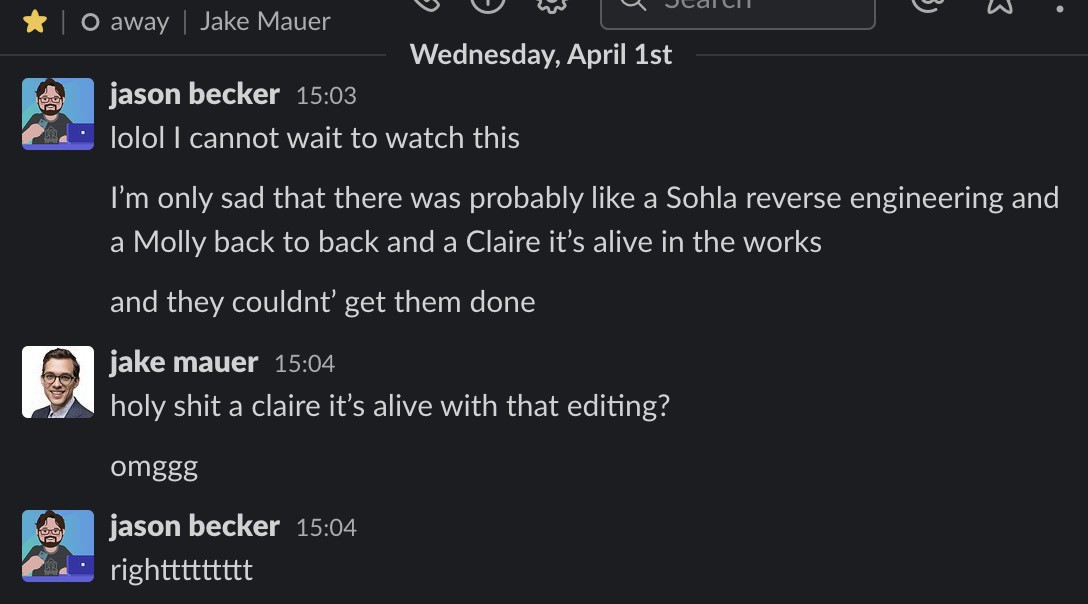 away | Jake Mauer
Search
Wednesday, April 1st
jason becker 15:03
lolol I cannot wait to watch this
I’m only sad that there was probably like a Sohla reverse engineering and
a Molly back to back and a Claire it’s alive in the works
and they couldnt’ get them done
jake mauer 15:04
holy shit a claire it’s alive with that editing?
omggg
jason becker 15:04
righttttttttt